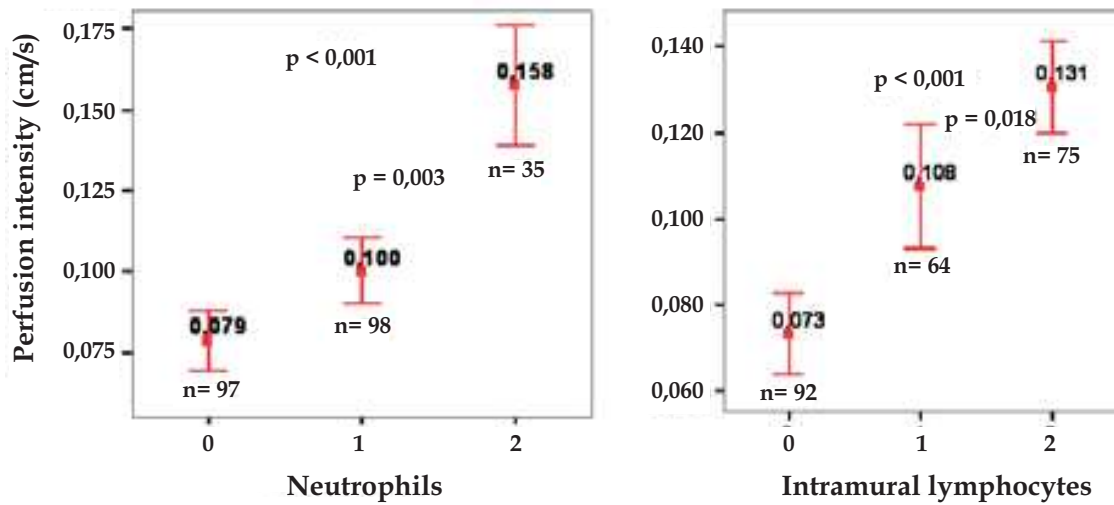 0,175
0,150
0,125
0,100
0,075
Perfusion intensity (cm/s)
p < 0,001
0,158
n= 35
p = 0,003
0,100
n= 98
0,079
n= 97
0
1
2
Neutrophils
0,140
0,120
0,100
0,080
0,060
p < 0,001
0,131
p = 0,018
n= 75
0,108
n= 64
0,073
n= 92
0
1
2
Intramural lymphocytes